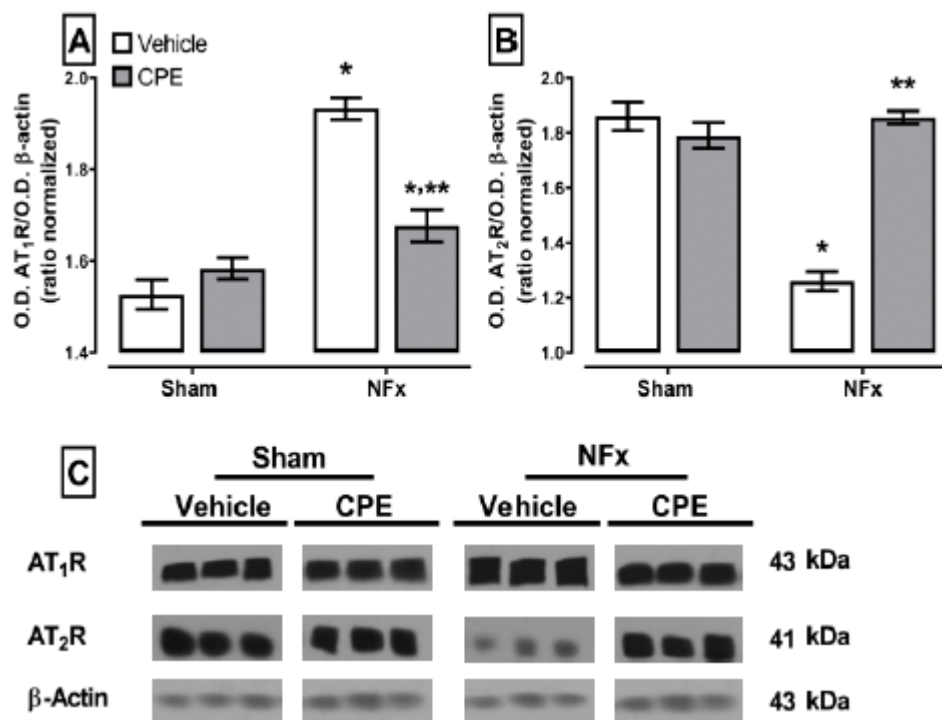 A
Vehicle
CPE
O.D. AT₁R/O.D. β-actin
(ratio normalized)
2.0
1.8
1.6
1.4
*
*,**
Sham
NFx
B
O.D. AT₂R/O.D. β-actin
(ratio normalized)
2.0
1.8
1.6
1.4
1.2
1.0
*
**
Sham
NFx
C
Sham
NFx
Vehicle
CPE
Vehicle
CPE
AT₁R
43 kDa
AT₂R
41 kDa
β-Actin
43 kDa